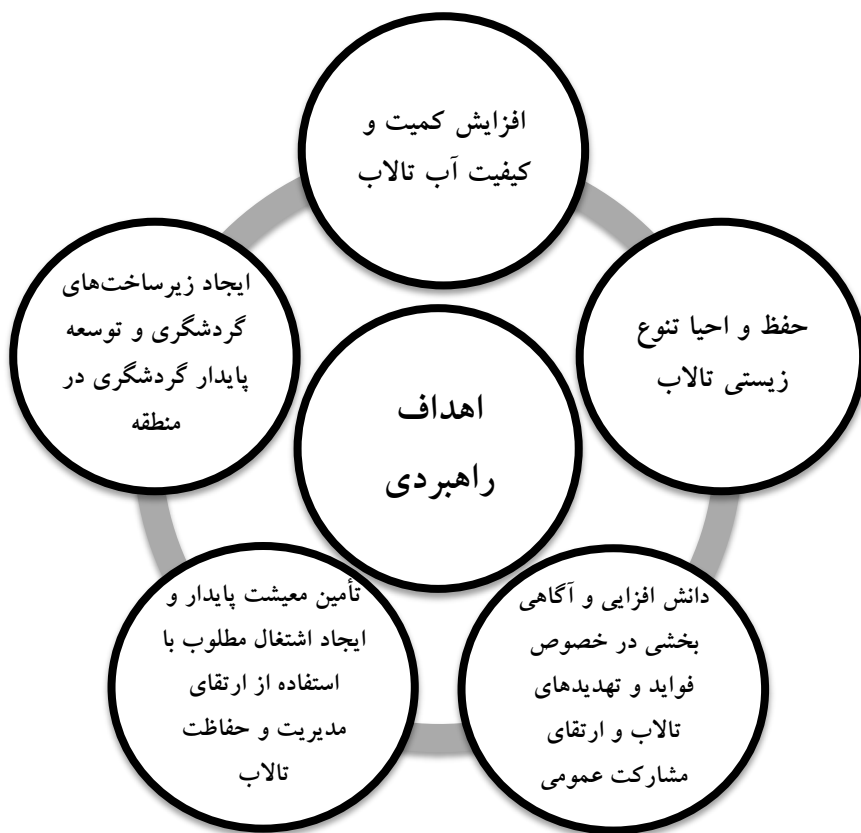 افزایش کمیت و
کیفیت آب تالاب
حفظ و احیا تنوع
زیستی تالاب
دانش افزایی و آگاهی
بخشی در خصوص
فواید و تهدیدهای
تالاب و ارتقای
مشارکت عمومی
تأمین معیشت پایدار و
ایجاد اشتغال مطلوب با
استفاده از ارتقای
مدیریت و حفاظت
تالاب
ایجاد زیرساخت‌های
گردشگری و توسعه
پایدار گردشگری در
منطقه
اهداف
راهبردی